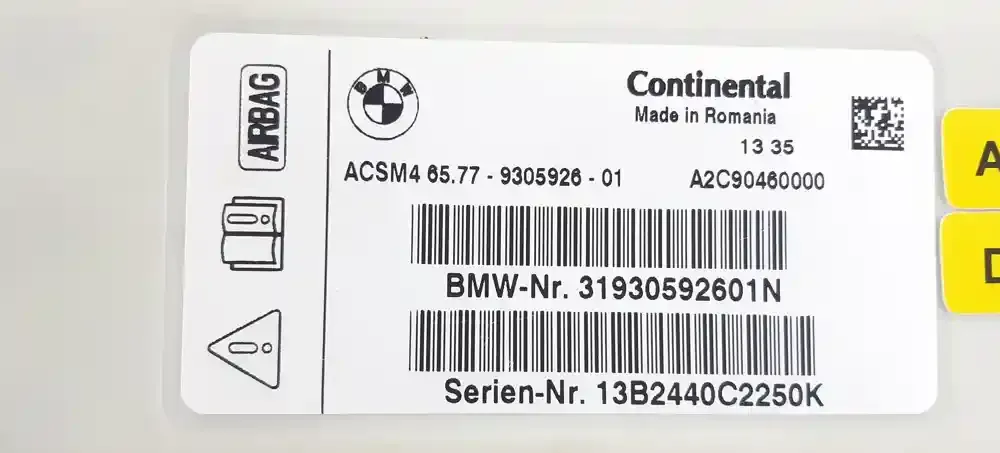 AIRBAG
BMW
Continental
Made in Romania
13 35
ACSM4 65.77 - 9305926 - 01
A2C90460000
BMW-Nr. 31930592601N
Serien-Nr. 13B2440C2250K
A